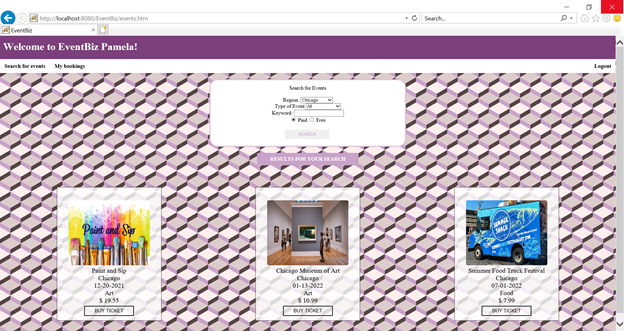 http://localhost:8080/EventBiz/events.htm
Search...
EventBiz
Welcome to EventBiz Pamela!
Search for events My bookings Logout
Search for Events
Region: Chicago
Type of Event All
Keyword:
Paid Free
SEARCH
RESULTS FOR YOUR SEARCH
Paint and Sip
Paint and Sip
Chicago
12-20-2021
Art
$ 19.55
BUY TICKET
Chicago Museum of Art
Chicago
01-13-2022
Art
$ 10.99
BUY TICKET
SUMMER SHACK
Summer Food Truck Festival
Chicago
07-01-2022
Food
$ 7.99
BUY TICKET